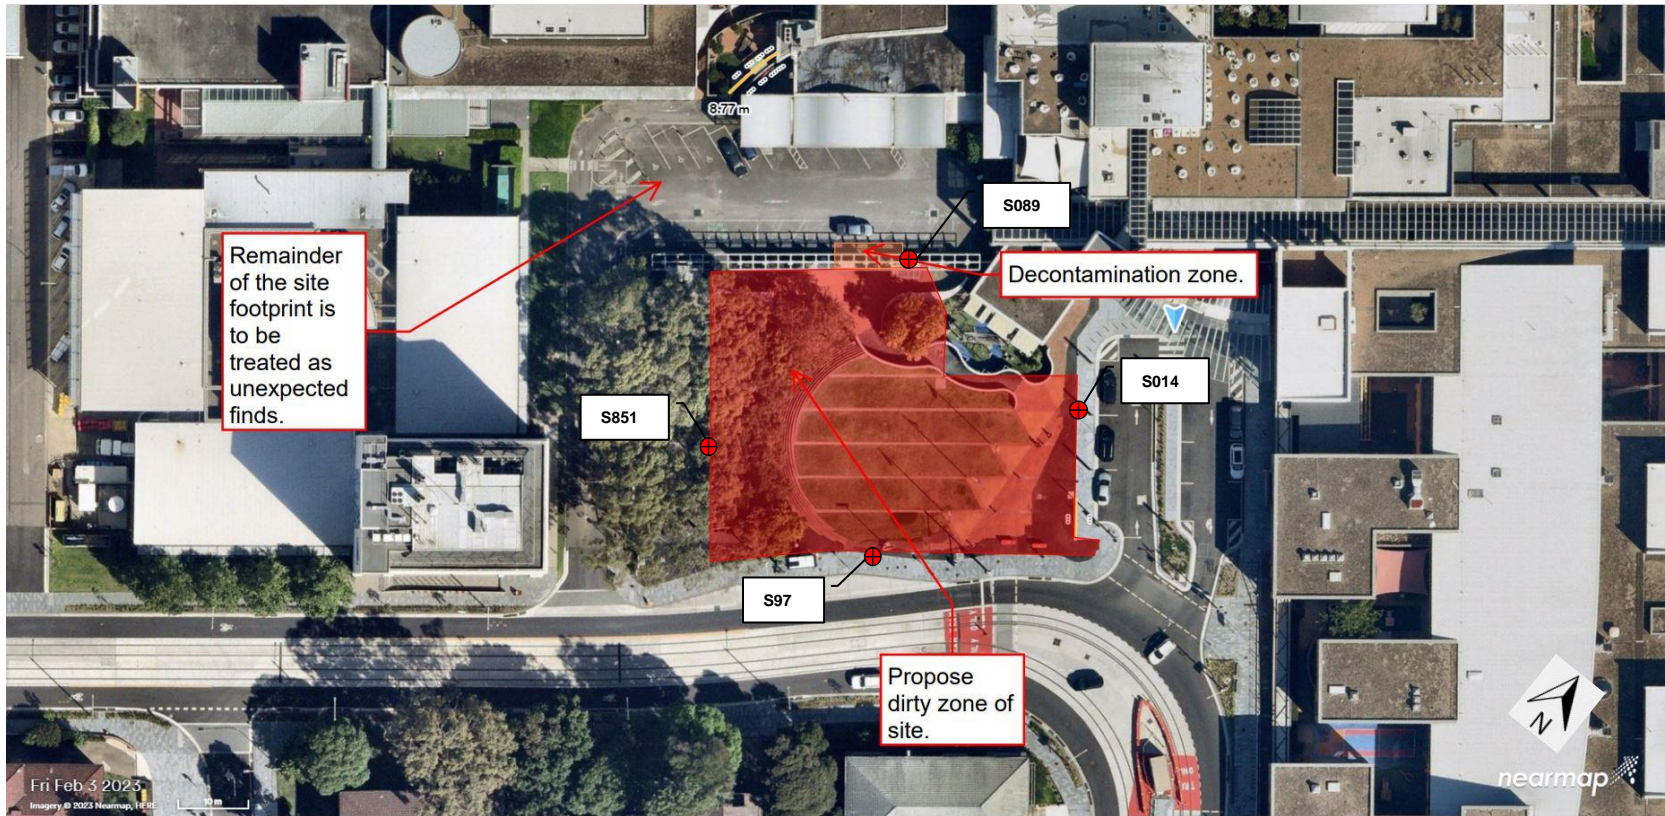 8.77 m
S089
Remainder
of the site
footprint is
to be
treated as
unexpected
finds.
Decontamination zone.
S014
S851
S97
Propose
dirty zone of
site.
N
Fri Feb 3 2023
Imagery © 2023 Nearmap, HERE
10 m
nearmap